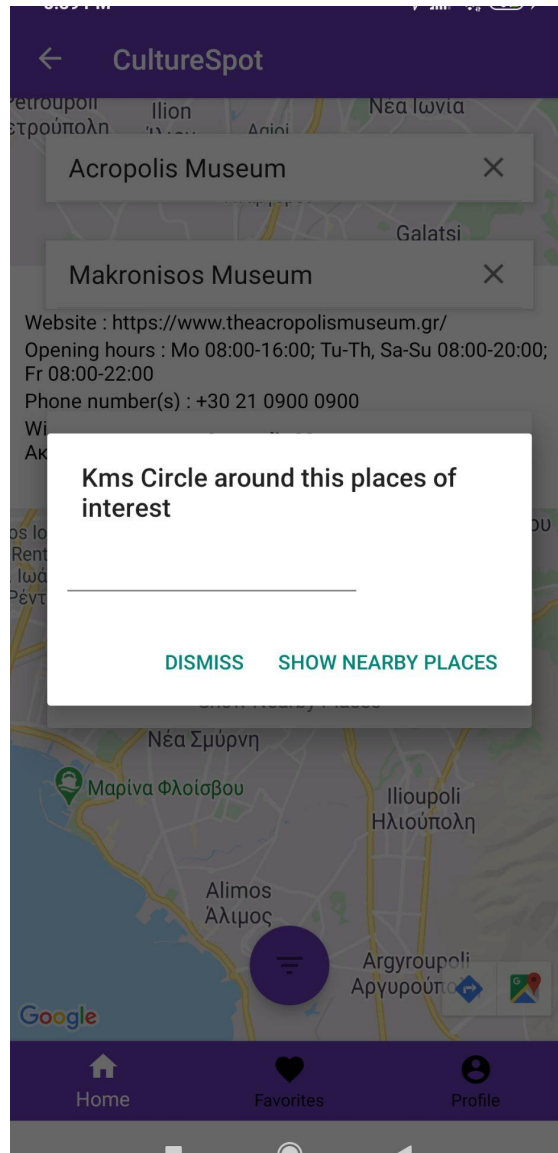 CultureSpot
Ilion
Νέα Ιωνία
Acropolis Museum
Galatsi
Makronisos Museum
Website : https://www.theacropolismuseum.gr/
Opening hours : Mo 08:00-16:00; Tu-Th, Sa-Su 08:00-20:00;
Fr 08:00-22:00
Phone number(s) : +30 21 0900 0900
Kms Circle around this places of
interest
DISMISS SHOW NEARBY PLACES
Νέα Σμύρνη
Μαρίνα Φλοίσβου
Ilioupoli
Ηλιούπολη
Alimos
Άλιμος
Argyroupoli
Google
Home Favorites Profile